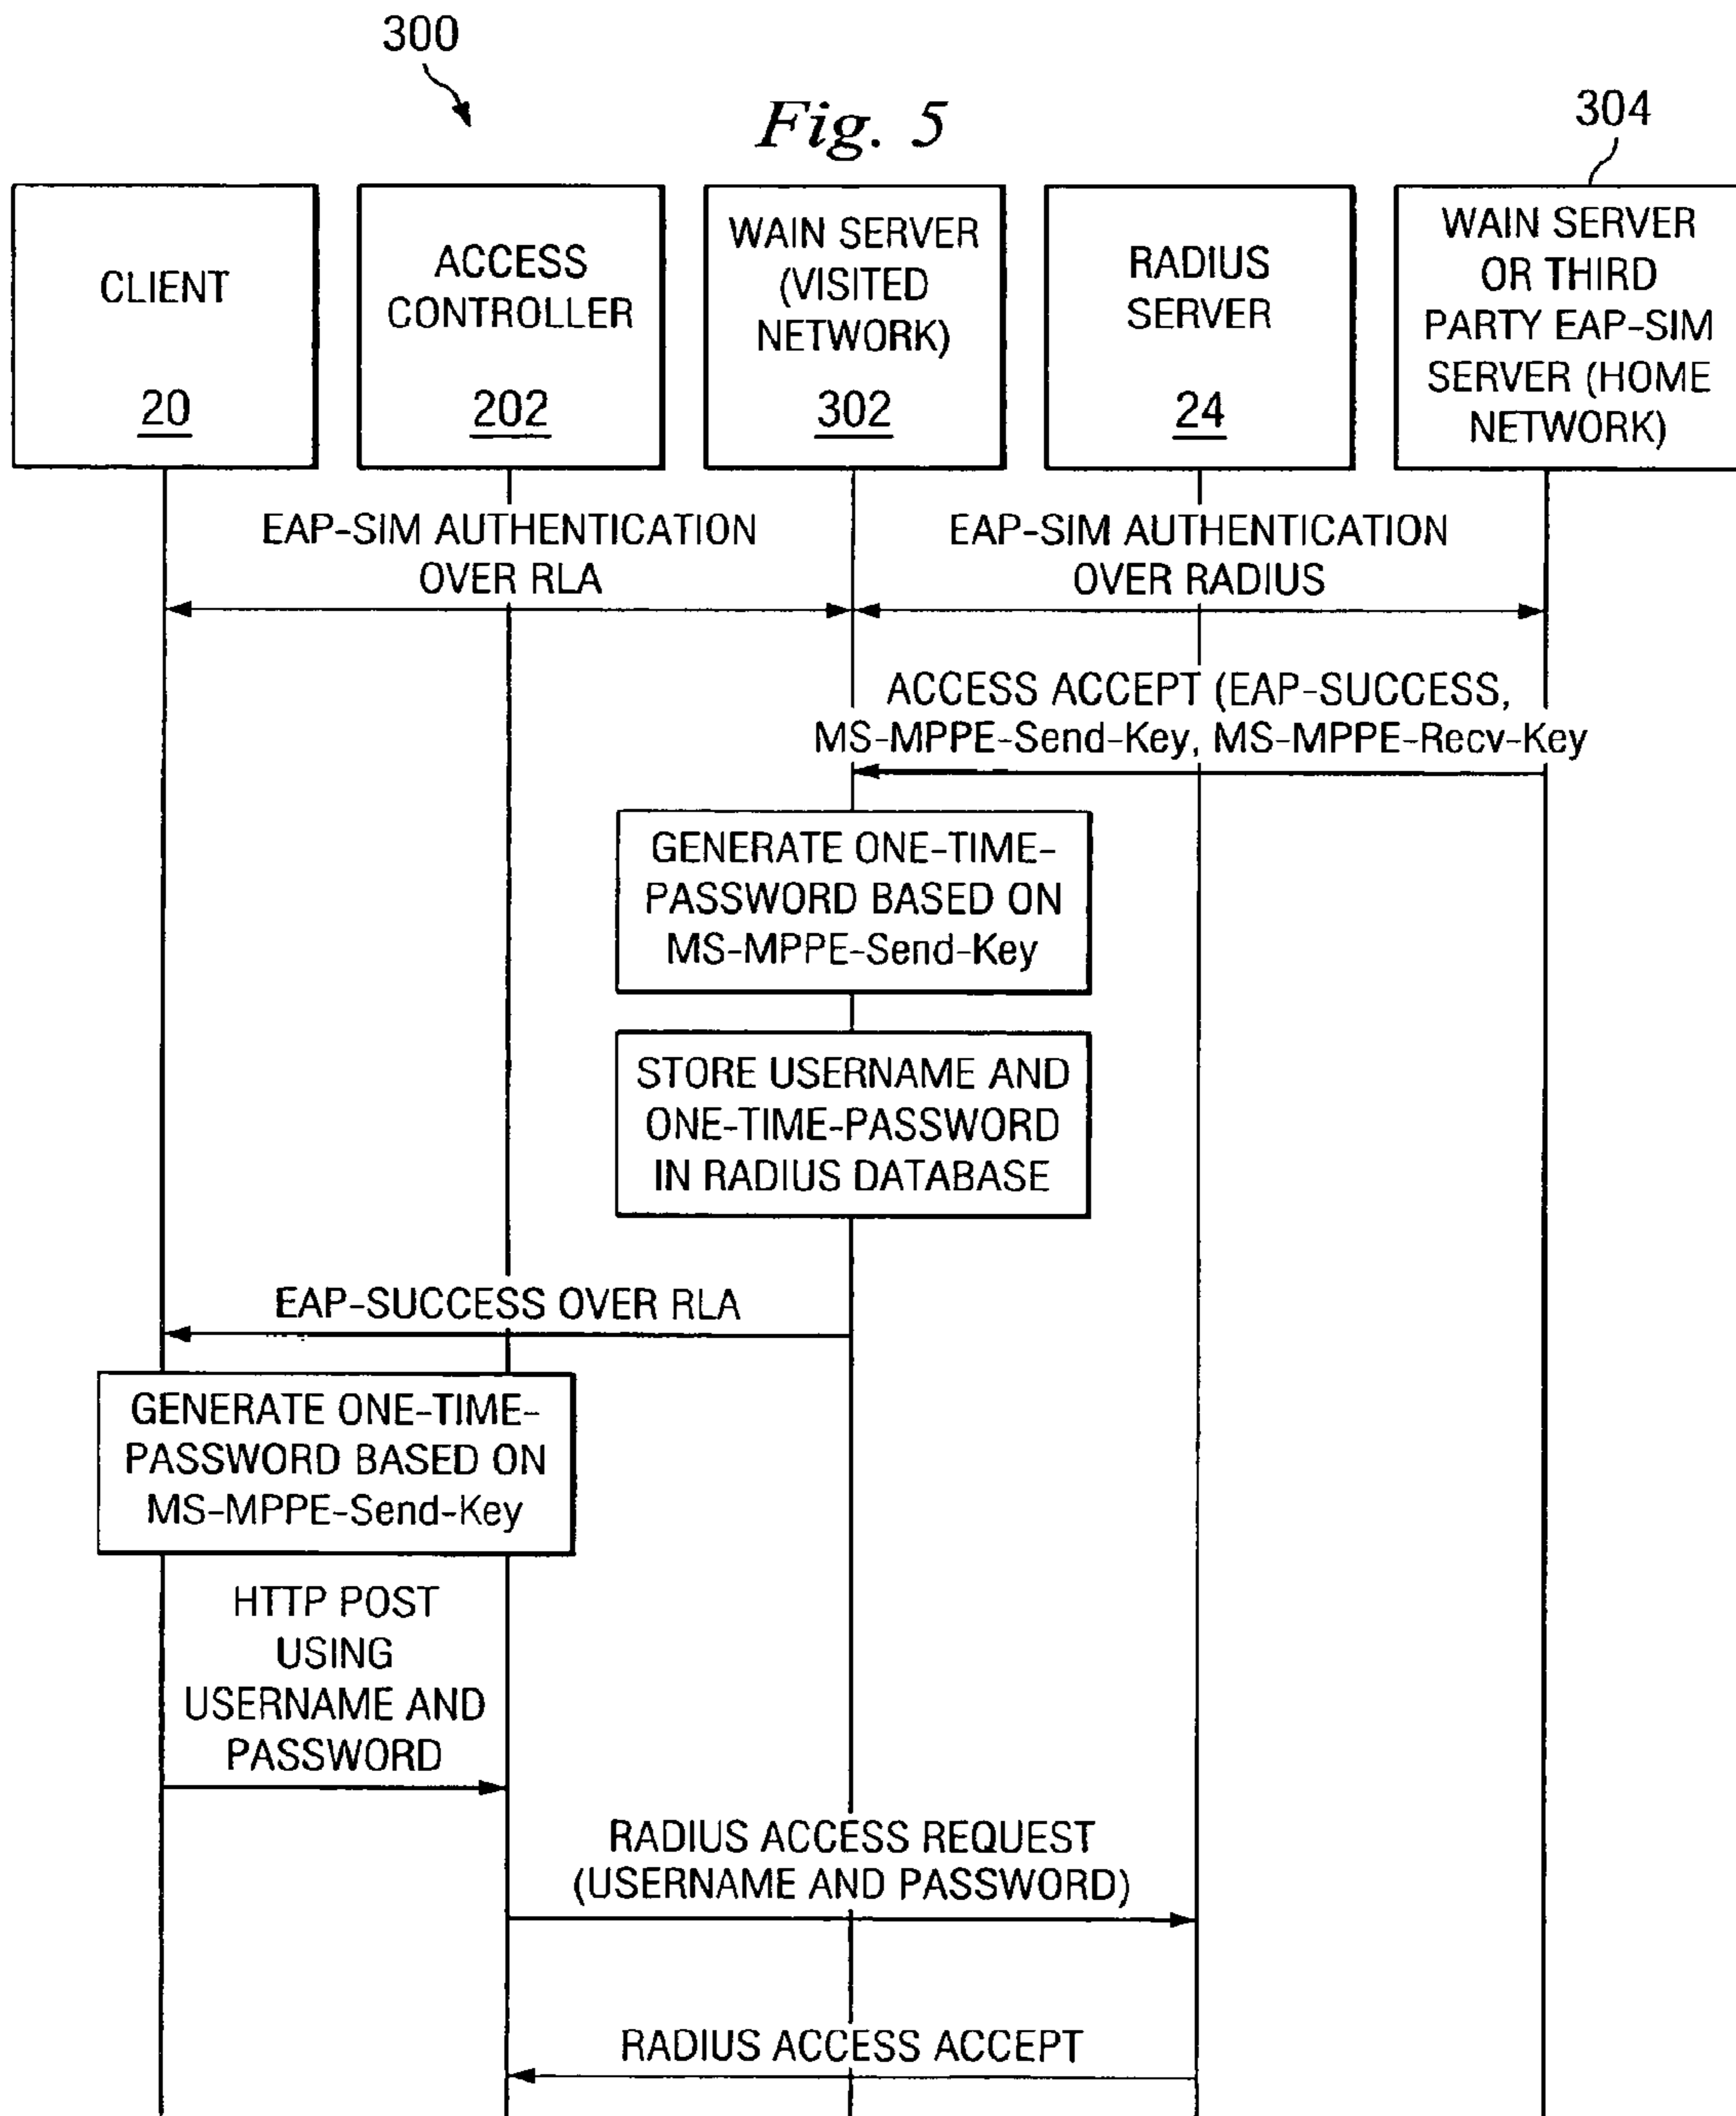 300
Fig. 5
304
CLIENT
20
ACCESS
CONTROLLER
202
WAIN SERVER
(VISITED
NETWORK)
302
RADIUS
SERVER
24
WAIN SERVER
OR THIRD
PARTY EAP-SIM
SERVER (HOME
NETWORK)
EAP-SIM AUTHENTICATION
OVER RLA
EAP-SIM AUTHENTICATION
OVER RADIUS
ACCESS ACCEPT (EAP-SUCCESS,
MS-MPPE-Send-Key, MS-MPPE-Recv-Key
GENERATE ONE-TIME-
PASSWORD BASED ON
MS-MPPE-Send-Key
STORE USERNAME AND
ONE-TIME-PASSWORD
IN RADIUS DATABASE
EAP-SUCCESS OVER RLA
GENERATE ONE-TIME-
PASSWORD BASED ON
MS-MPPE-Send-Key
HTTP POST
USING
USERNAME AND
PASSWORD
RADIUS ACCESS REQUEST
(USERNAME AND PASSWORD)
RADIUS ACCESS ACCEPT